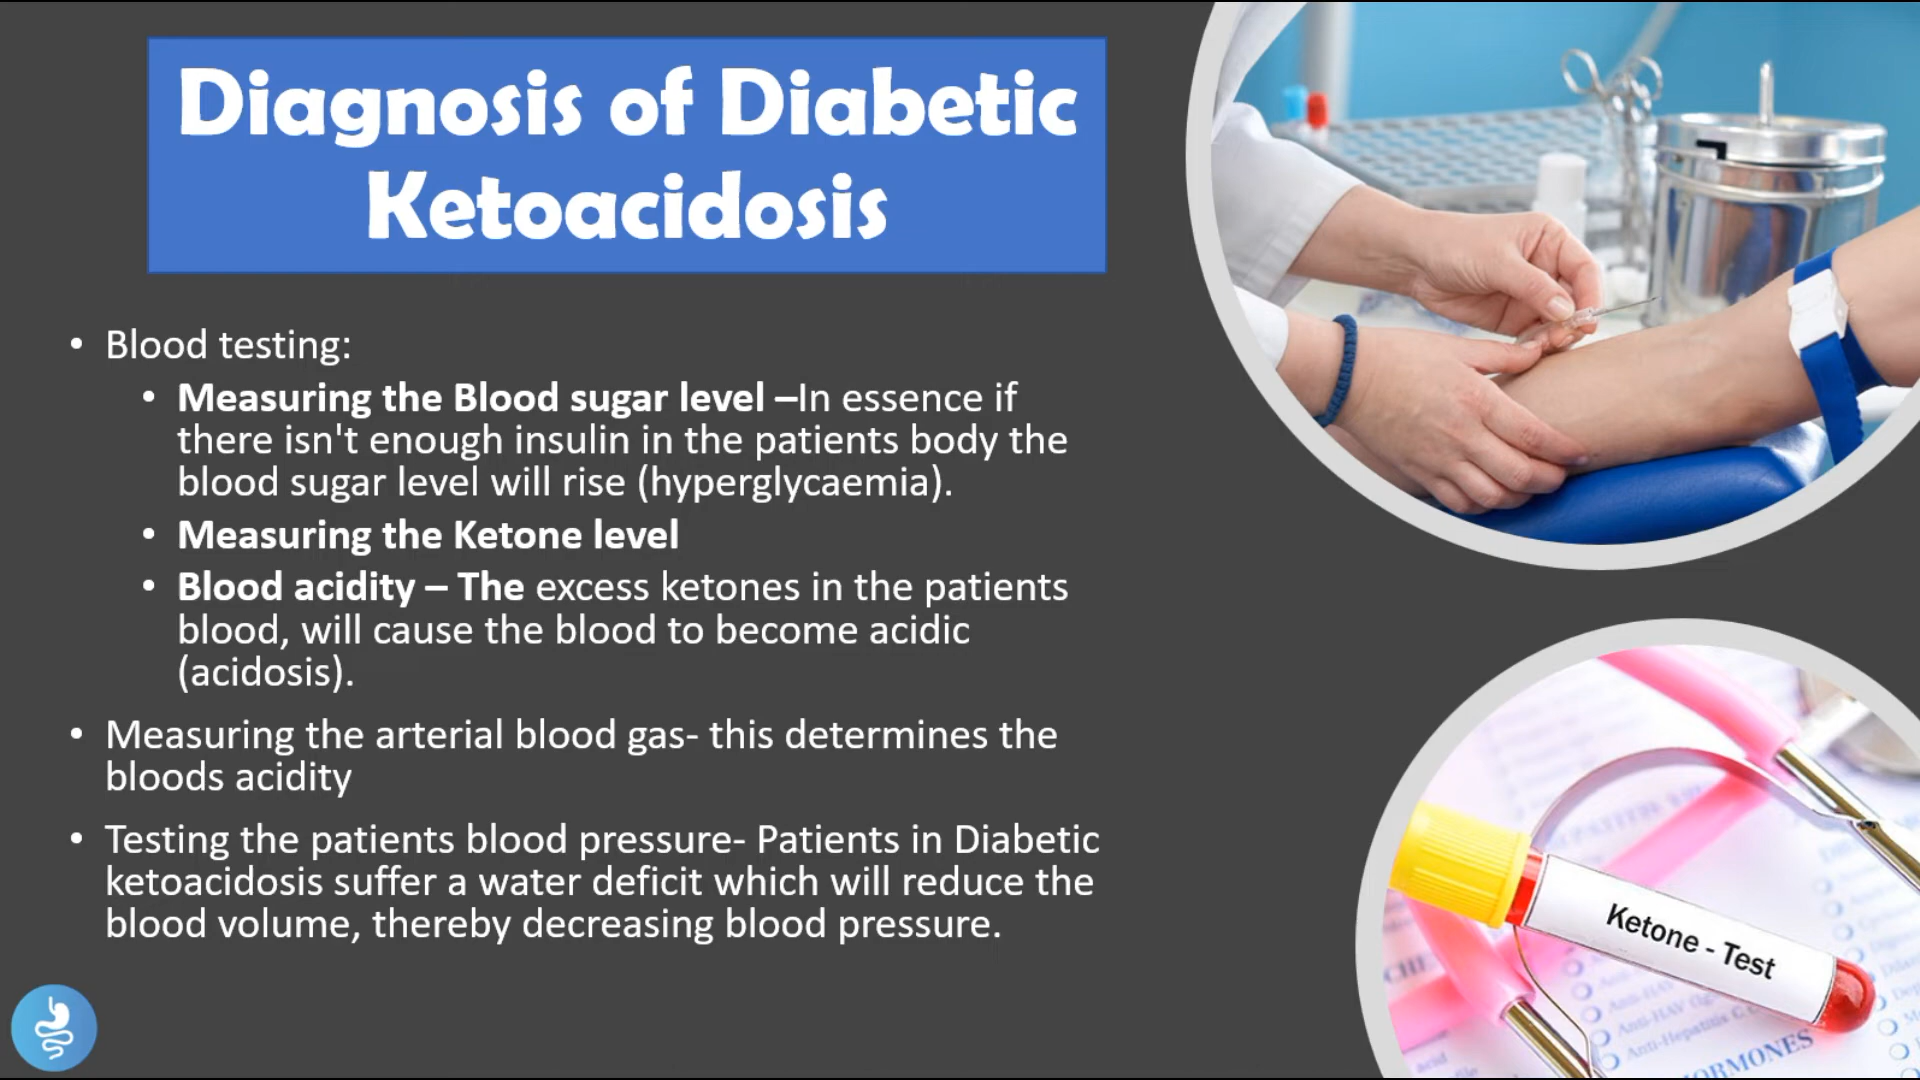 Diagnosis of Diabetic
Ketoacidosis
• Blood testing:
• Measuring the Blood sugar level –In essence if
there isn't enough insulin in the patients body the
blood sugar level will rise (hyperglycaemia).
• Measuring the Ketone level
• Blood acidity – The excess ketones in the patients
blood, will cause the blood to become acidic
(acidosis).
• Measuring the arterial blood gas- this determines the
bloods acidity
• Testing the patients blood pressure- Patients in Diabetic
ketoacidosis suffer a water deficit which will reduce the
blood volume, thereby decreasing blood pressure.
Ketone - Test